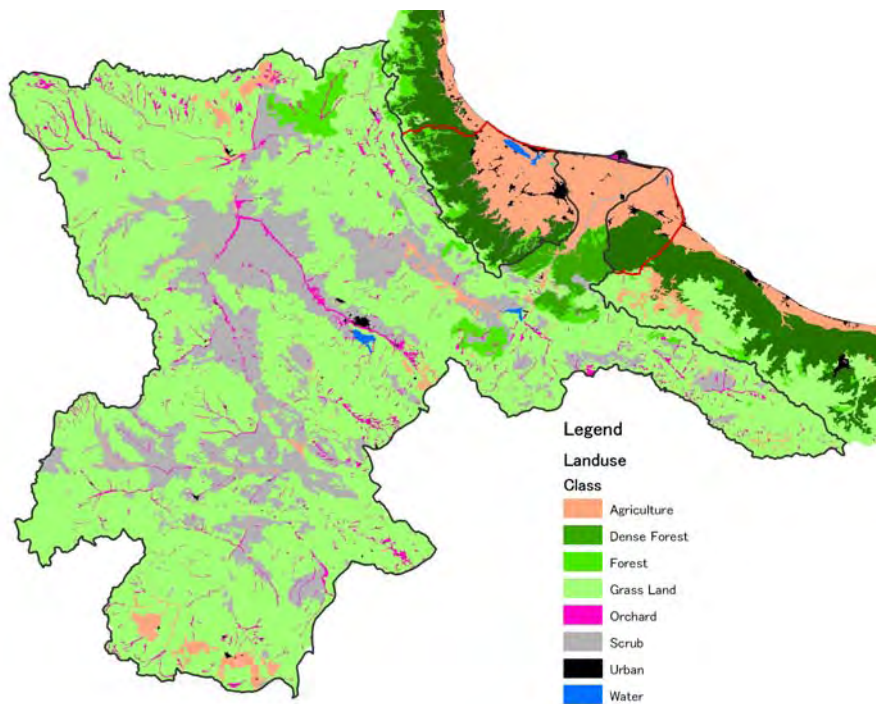 Legend
Landuse
Class
Agriculture
Dense Forest
Forest
Grass Land
Orchard
Scrub
Urban
Water